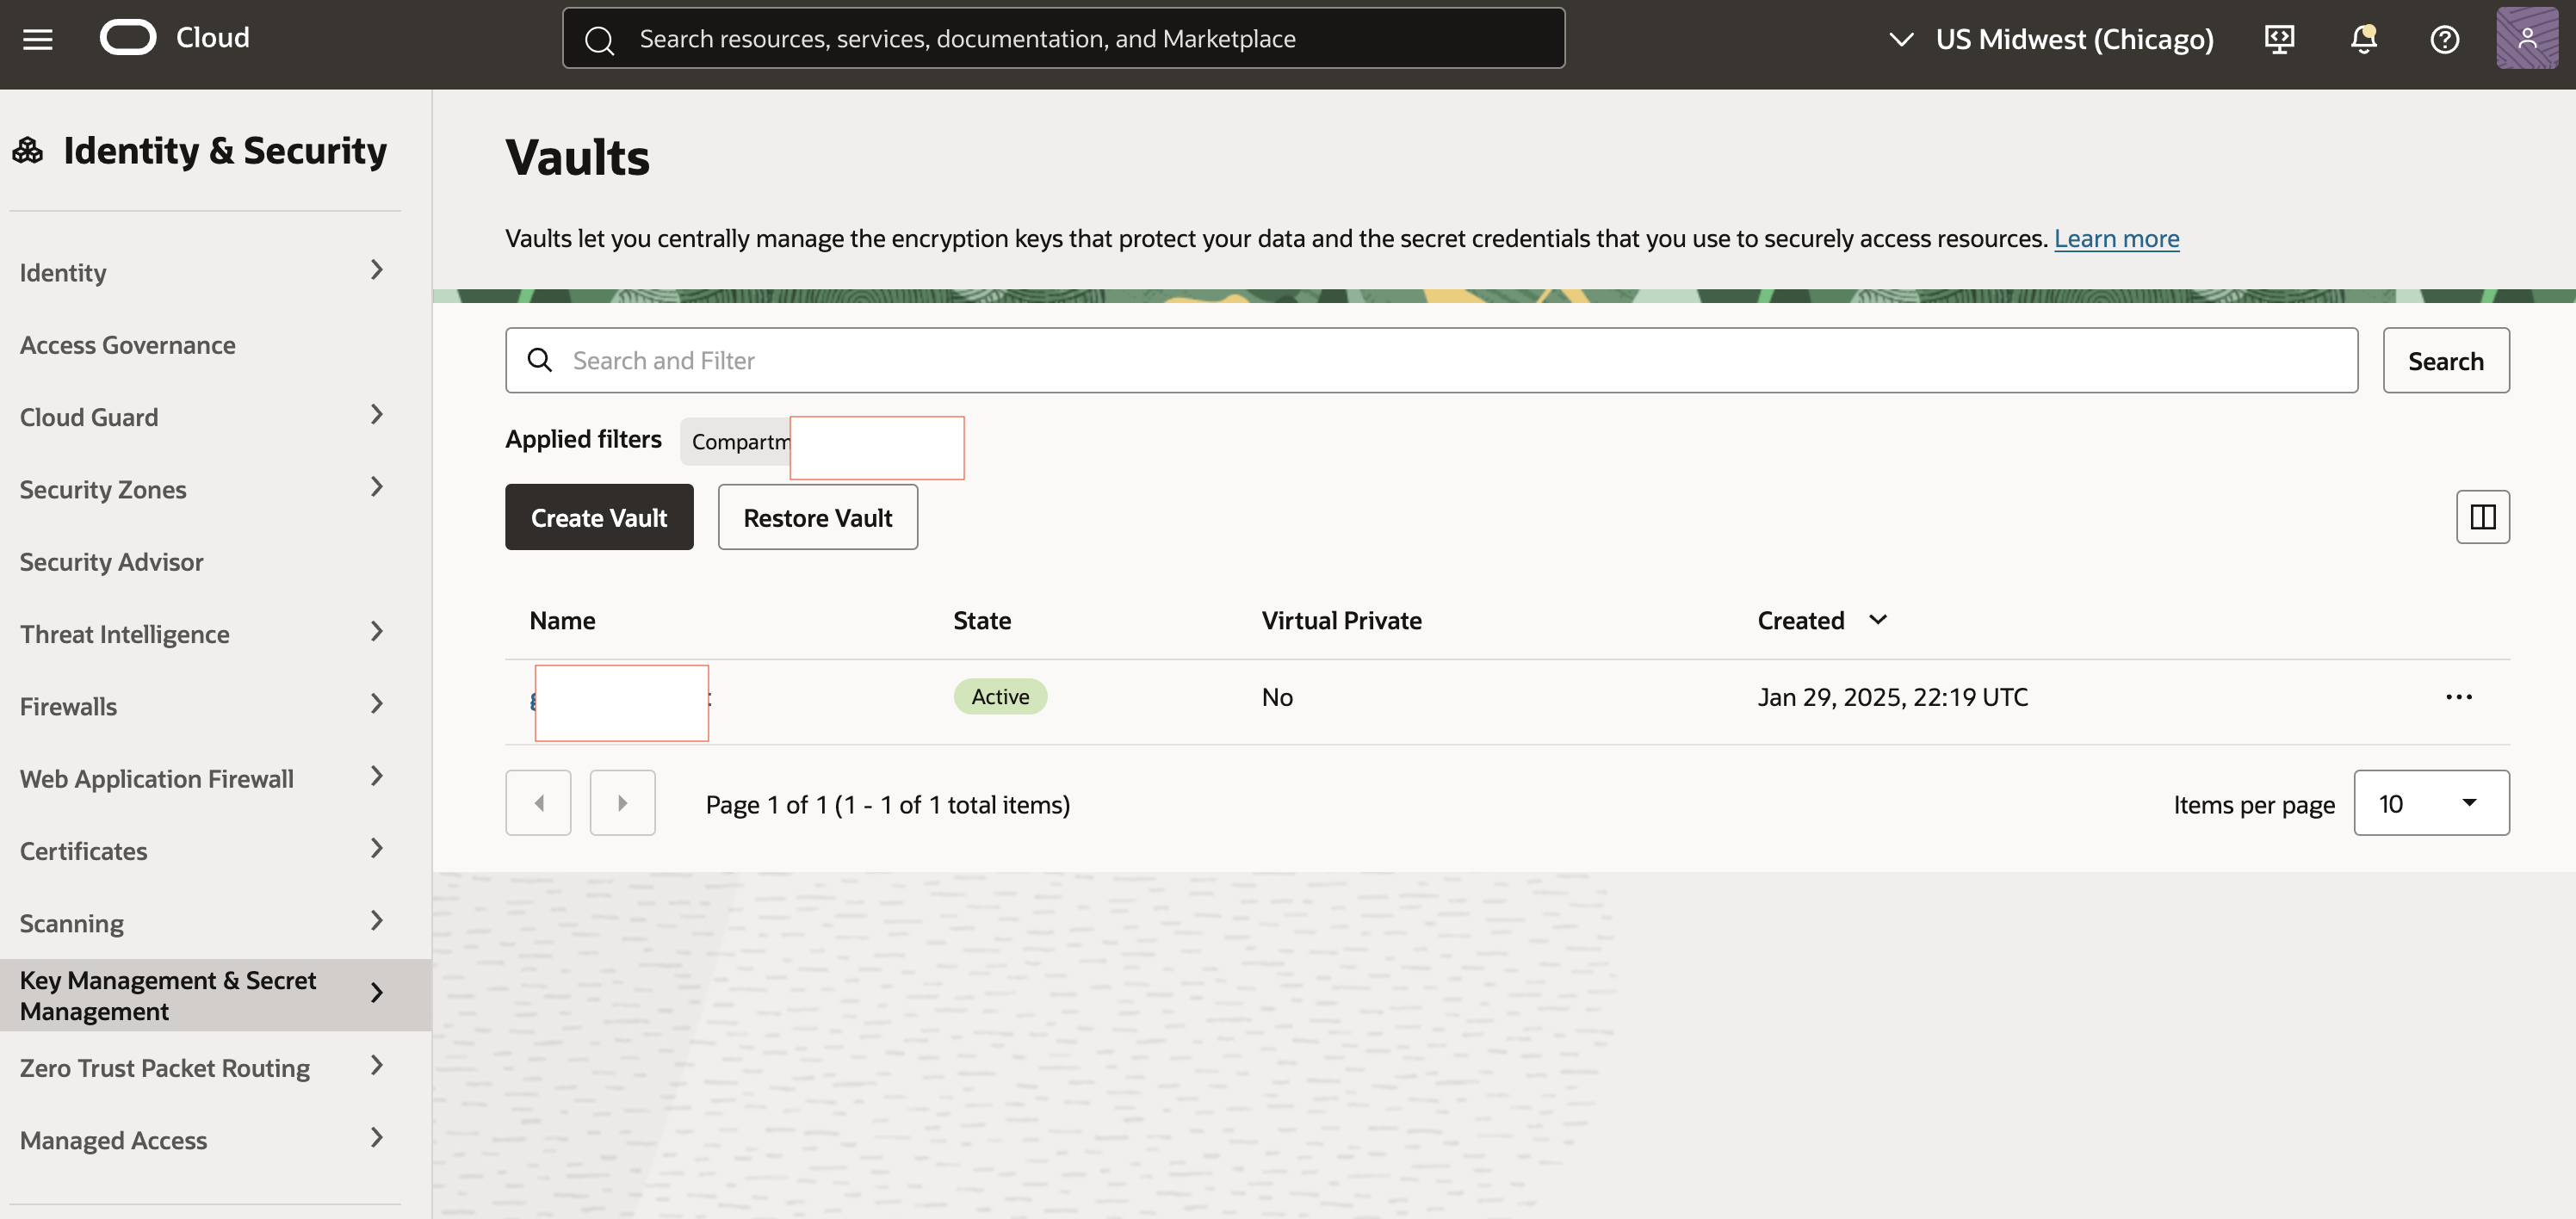 Cloud
Search resources, services, documentation, and Marketplace
US Midwest (Chicago)
Identity & Security
Identity
Access Governance
Cloud Guard
Security Zones
Security Advisor
Threat Intelligence
Firewalls
Web Application Firewall
Certificates
Scanning
Key Management & Secret
Management
Zero Trust Packet Routing
Managed Access
Vaults
Vaults let you centrally manage the encryption keys that protect your data and the secret credentials that you use to securely access resources. Learn more
Search and Filter
Search
Applied filters
Create Vault
Restore Vault
Name State Virtual Private Created
Active No Jan 29, 2025, 22:19 UTC
Page 1 of 1 (1 - 1 of 1 total items)
Items per page 10